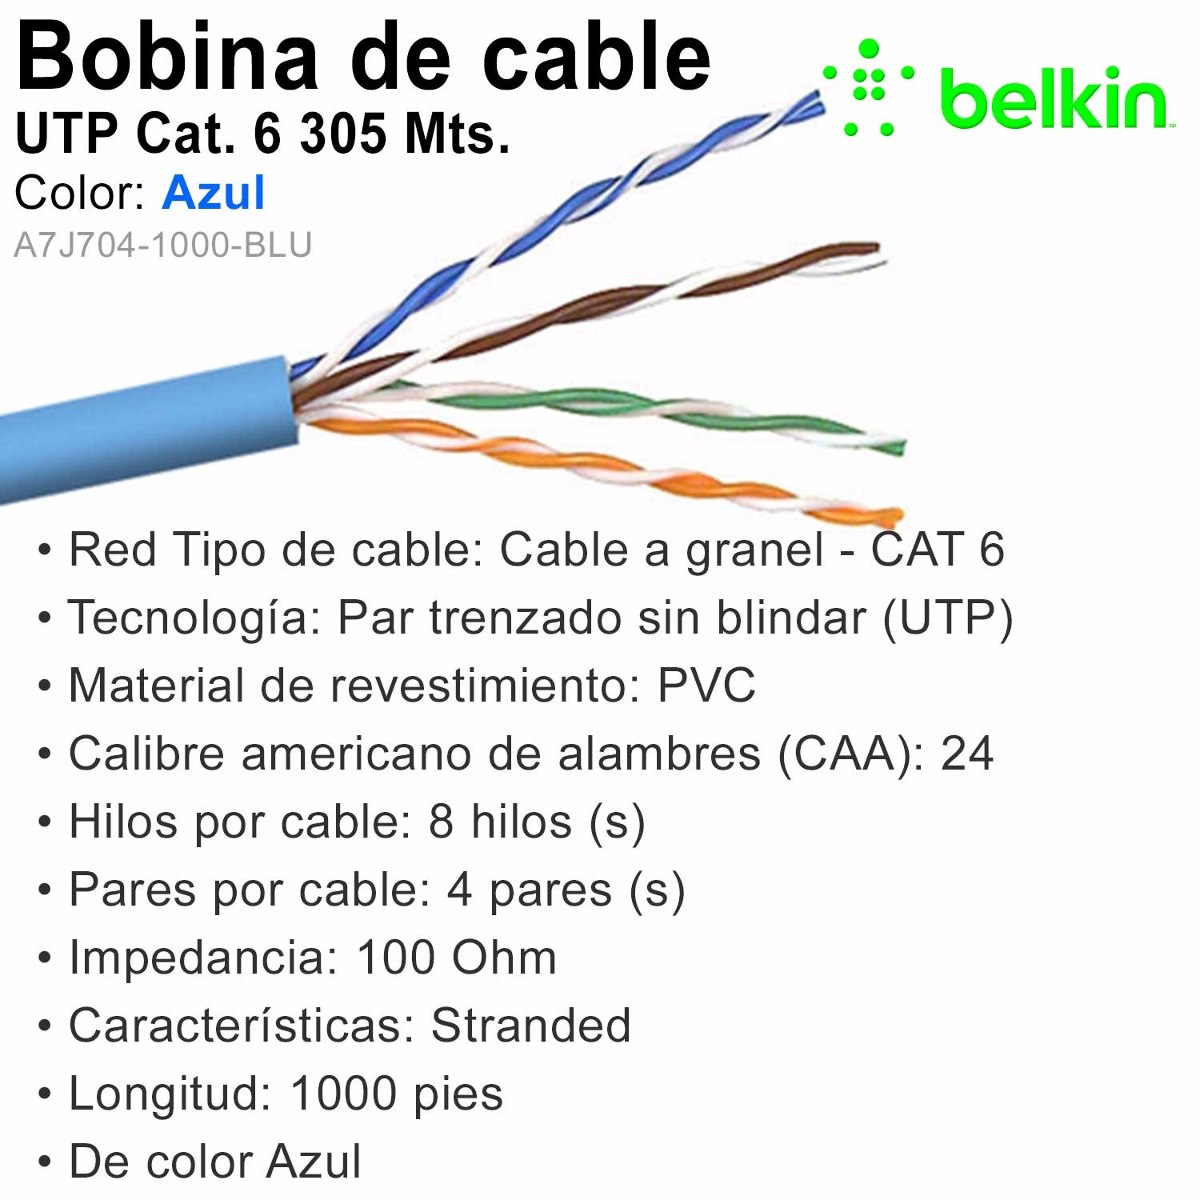 Bobina de cable
UTP Cat. 6 305 Mts.
Color: Azul
A7J704-1000-BLU
belkin
• Red Tipo de cable: Cable a granel - CAT 6
• Tecnología: Par trenzado sin blindar (UTP)
• Material de revestimiento: PVC
• Calibre americano de alambres (CAA): 24
• Hilos por cable: 8 hilos (s)
• Pares por cable: 4 pares (s)
• Impedancia: 100 Ohm
• Características: Stranded
• Longitud: 1000 pies
• De color Azul